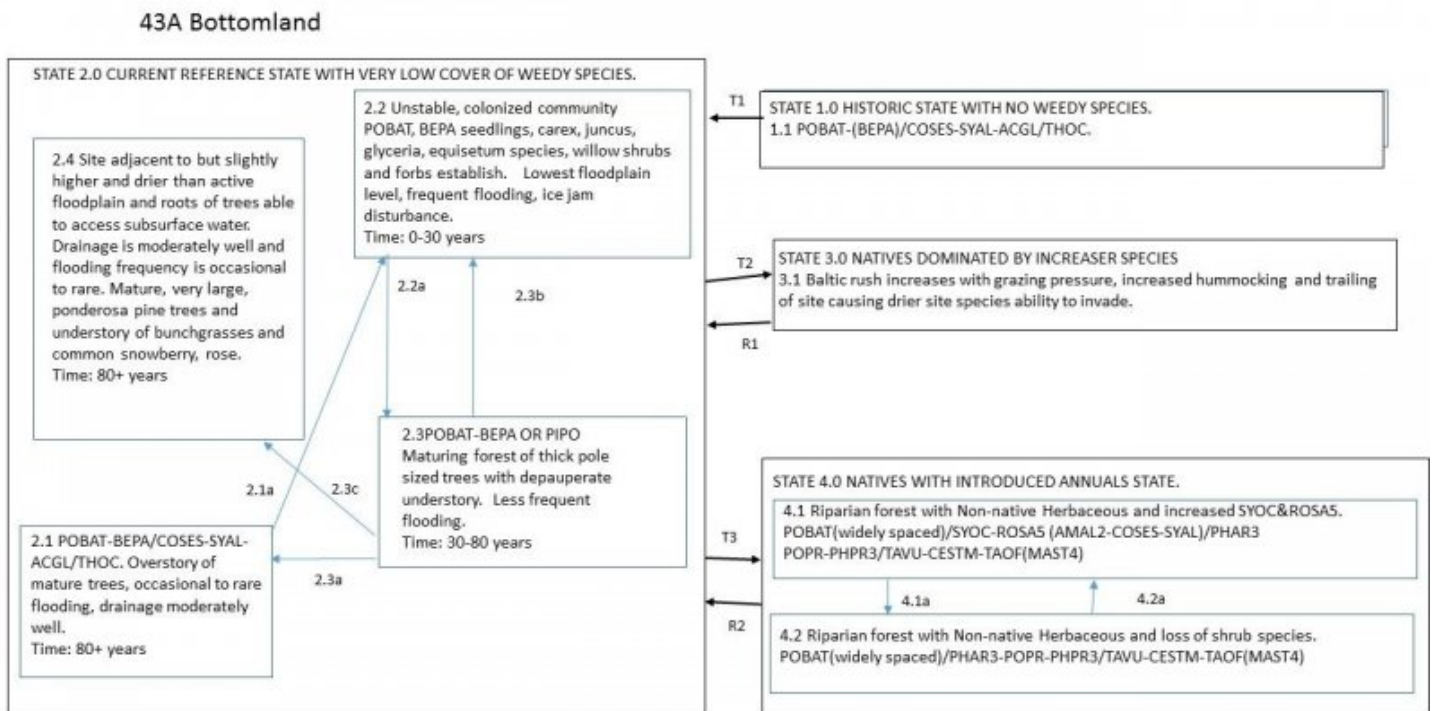 43A Bottomland
STATE 2.0 CURRENT REFERENCE STATE WITH VERY LOW COVER OF WEEDY SPECIES.
2.2 Unstable, colonized community
POBAT, BEPA seedlings, carex, juncus,
glyceria, equisetum species, willow shrubs
and forbs establish. Lowest floodplain
level, frequent flooding, ice jam
disturbance.
Time: 0-30 years
2.4 Site adjacent to but slightly
higher and drier than active
floodplain and roots of trees able
to access subsurface water.
Drainage is moderately well and
flooding frequency is occasional
to rare. Mature, very large,
ponderosa pine trees and
understory of bunchgrasses and
common snowberry, rose.
Time: 80+ years
2.2a
2.3b
2.3POBAT-BEPA OR PIPO
Maturing forest of thick pole
sized trees with depauperate
understory. Less frequent
flooding.
Time: 30-80 years
2.1a
2.3c
2.1 POBAT-BEPA/COSES-SYAL-
ACGL/THOC. Overstory of
mature trees, occasional to rare
flooding, drainage moderately
well.
Time: 80+ years
2.3a
T1
STATE 1.0 HISTORIC STATE WITH NO WEEDY SPECIES.
1.1 POBAT-(BEPA)/COSES-SYAL-ACGL/THOC.
T2
STATE 3.0 NATIVES DOMINATED BY INCREASER SPECIES
3.1 Baltic rush increases with grazing pressure, increased hummocking and trailing
of site causing drier site species ability to invade.
R1
STATE 4.0 NATIVES WITH INTRODUCED ANNUALS STATE.
4.1 Riparian forest with Non-native Herbaceous and increased SYOC&ROSA5.
POBAT(widely spaced)/SYOC-ROSA5 (AMAL2-COSES-SYAL)/PHAR3
POPR-PHPR3/TAVU-CESTM-TAOF(MAST4)
T3
4.1a
4.2a
R2
4.2 Riparian forest with Non-native Herbaceous and loss of shrub species.
POBAT(widely spaced)/PHAR3-POPR-PHPR3/TAVU-CESTM-TAOF(MAST4)